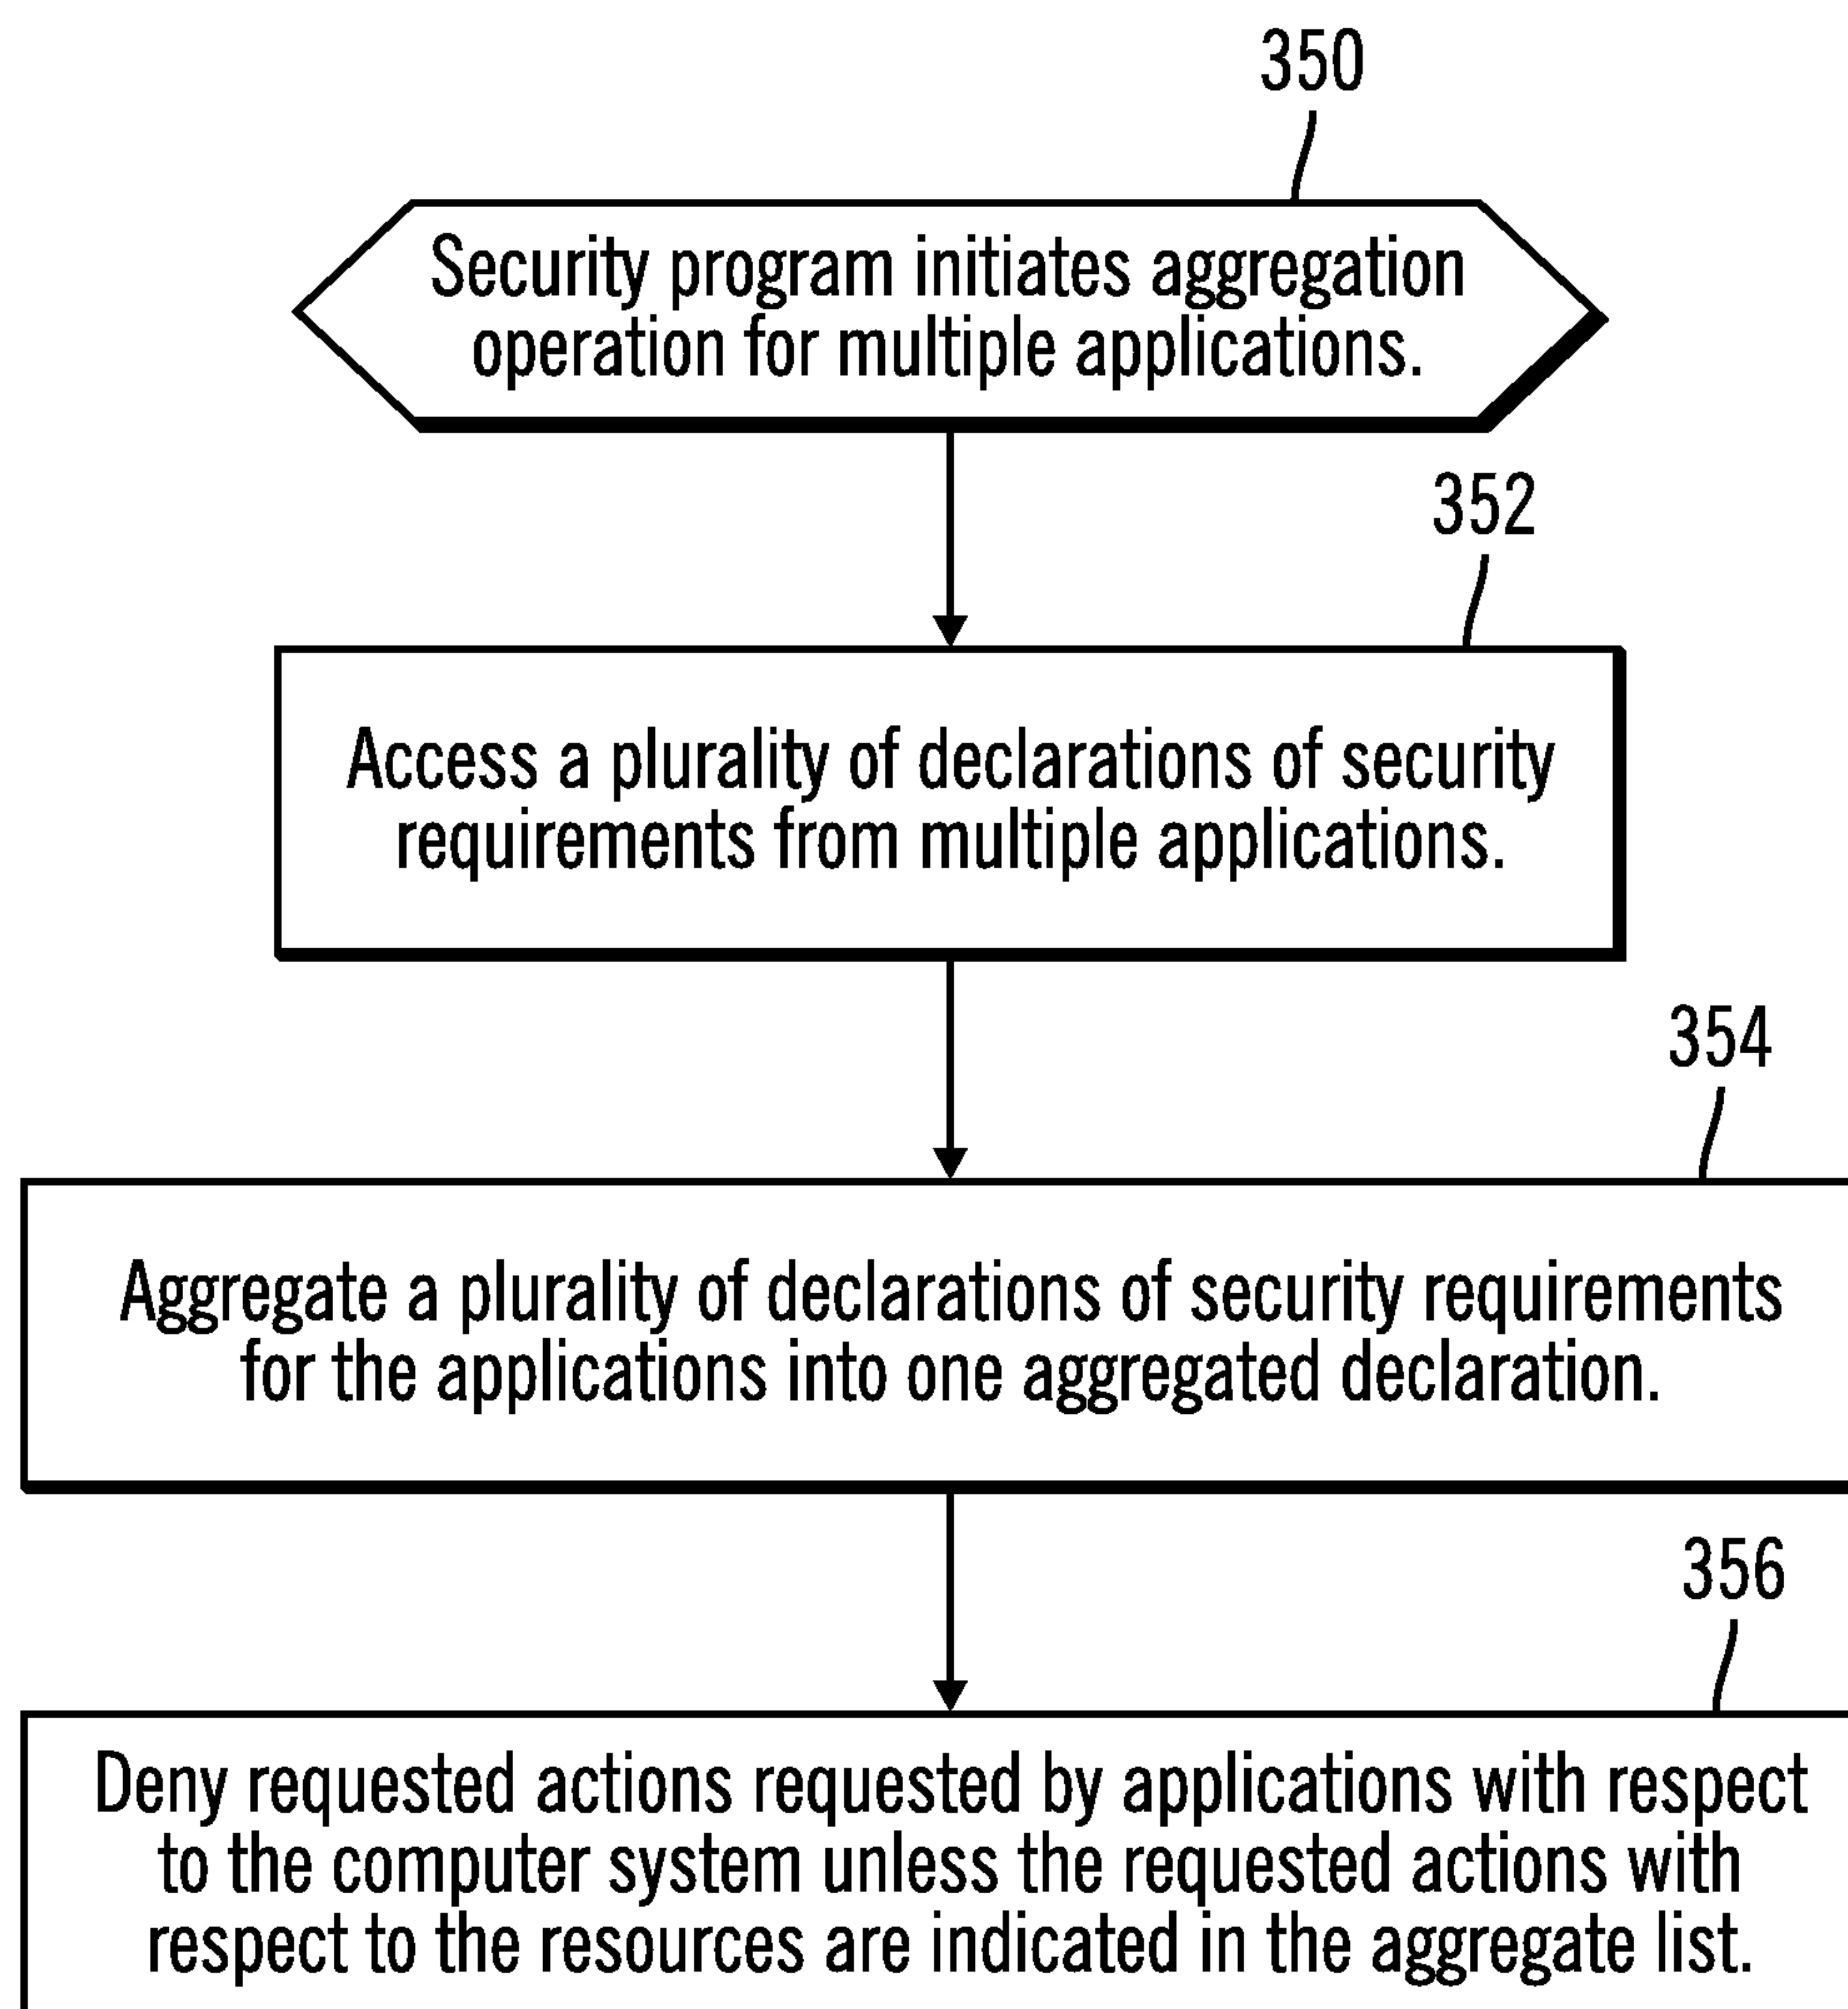 350
Security program initiates aggregation
operation for multiple applications.
352
Access a plurality of declarations of security
requirements from multiple applications.
354
Aggregate a plurality of declarations of security requirements
for the applications into one aggregated declaration.
356
Deny requested actions requested by applications with respect
to the computer system unless the requested actions with
respect to the resources are indicated in the aggregate list.